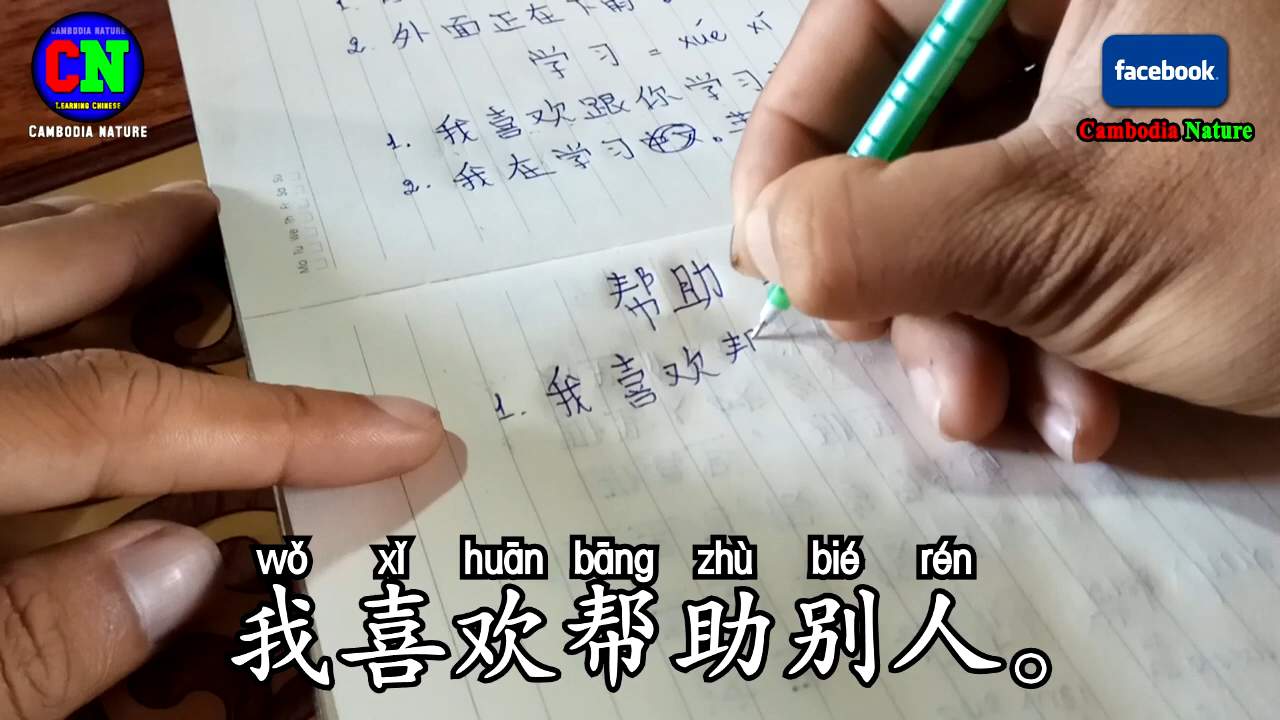 CAMBODIA NATURE
CN
Learning Chinese
CAMBODIA NATURE
facebook
Cambodia Nature
2. 外面正在下雨。
学习 = xué xí
1. 我喜欢跟你学习
2. 我在学习 。
Mo Tu We Th Fr Sa Su
帮助
1. 我喜欢帮
wǒ xǐ huān bāng zhù bié rén
我喜欢帮助别人。